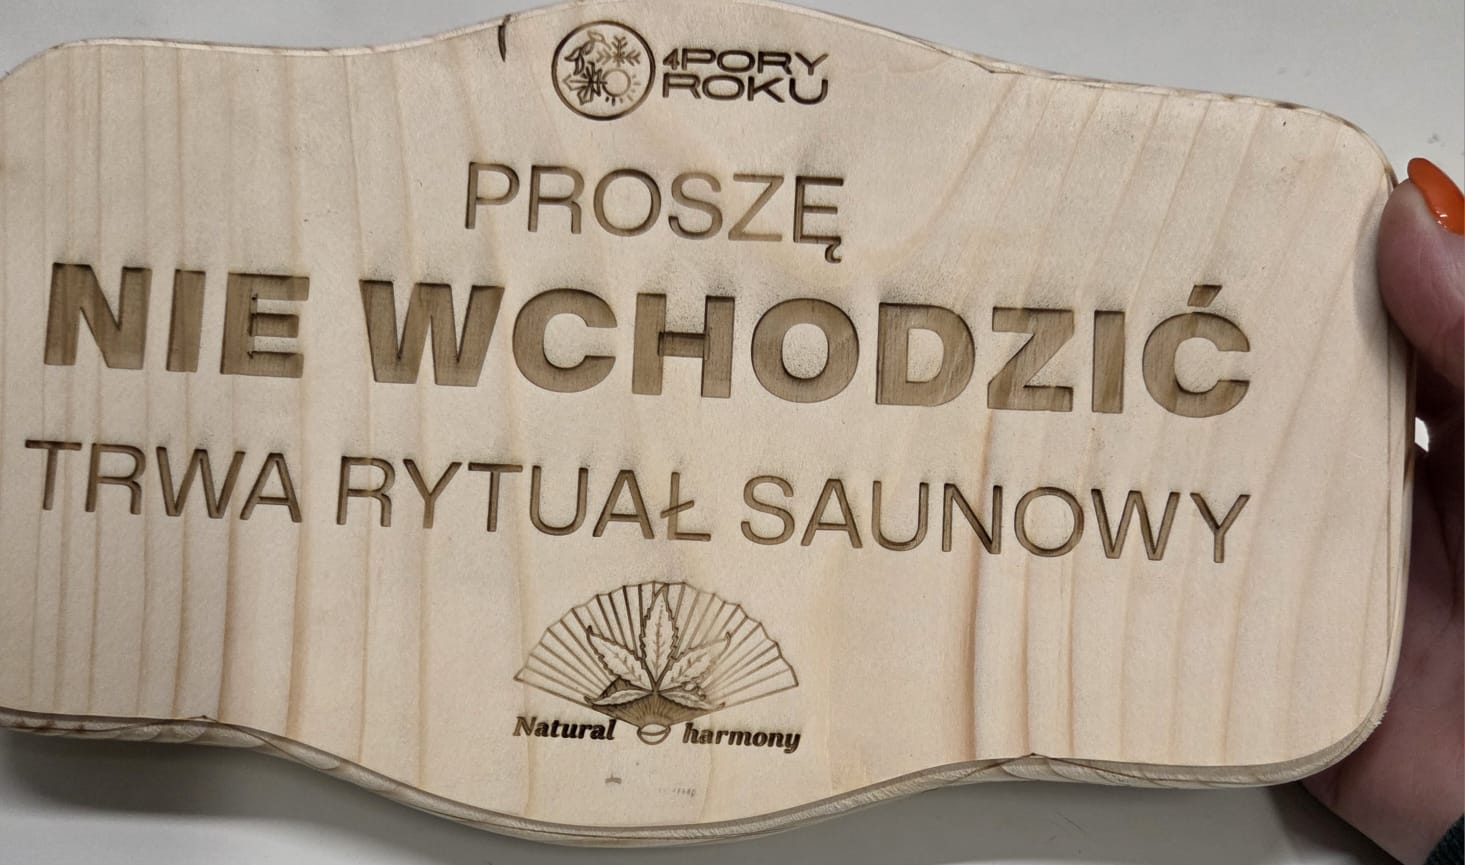 4PORY
ROKU
PROSZĘ
NIE WCHODZIĆ
TRWA RYTUAŁ SAUNOWY
Natural harmony